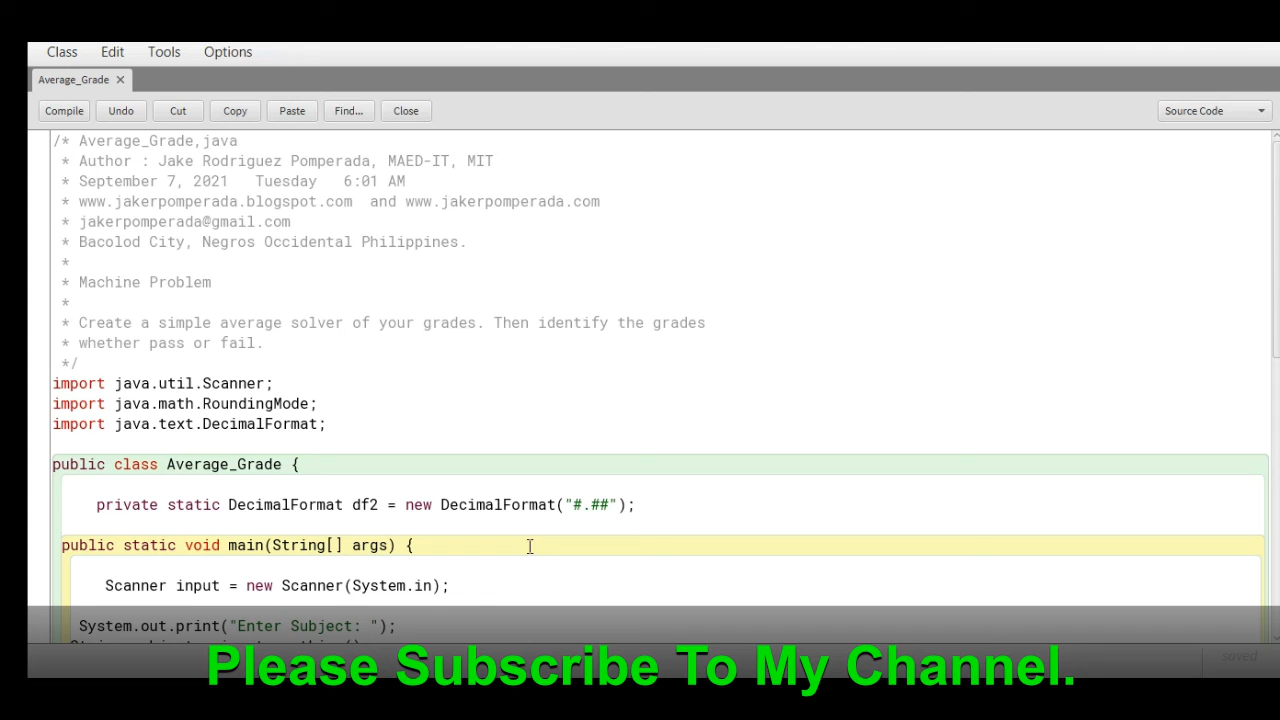 Class Edit Tools Options
Average_Grade ×
Compile Undo Cut Copy Paste Find... Close Source Code
/* Average_Grade,java
* Author : Jake Rodriguez Pomperada, MAED-IT, MIT
* September 7, 2021 Tuesday 6:01 AM
* www.jakerpomperada.blogspot.com and www.jakerpomperada.com
* jakerpomperada@gmail.com
* Bacolod City, Negros Occidental Philippines.
*
* Machine Problem
*
* Create a simple average solver of your grades. Then identify the grades
* whether pass or fail.
*/
import java.util.Scanner;
import java.math.RoundingMode;
import java.text.DecimalFormat;
public class Average_Grade {
private static DecimalFormat df2 = new DecimalFormat("#.##");
public static void main(String[] args) {
Scanner input = new Scanner(System.in);
System.out.print("Enter Subject: ");
saved
Please Subscribe To My Channel.